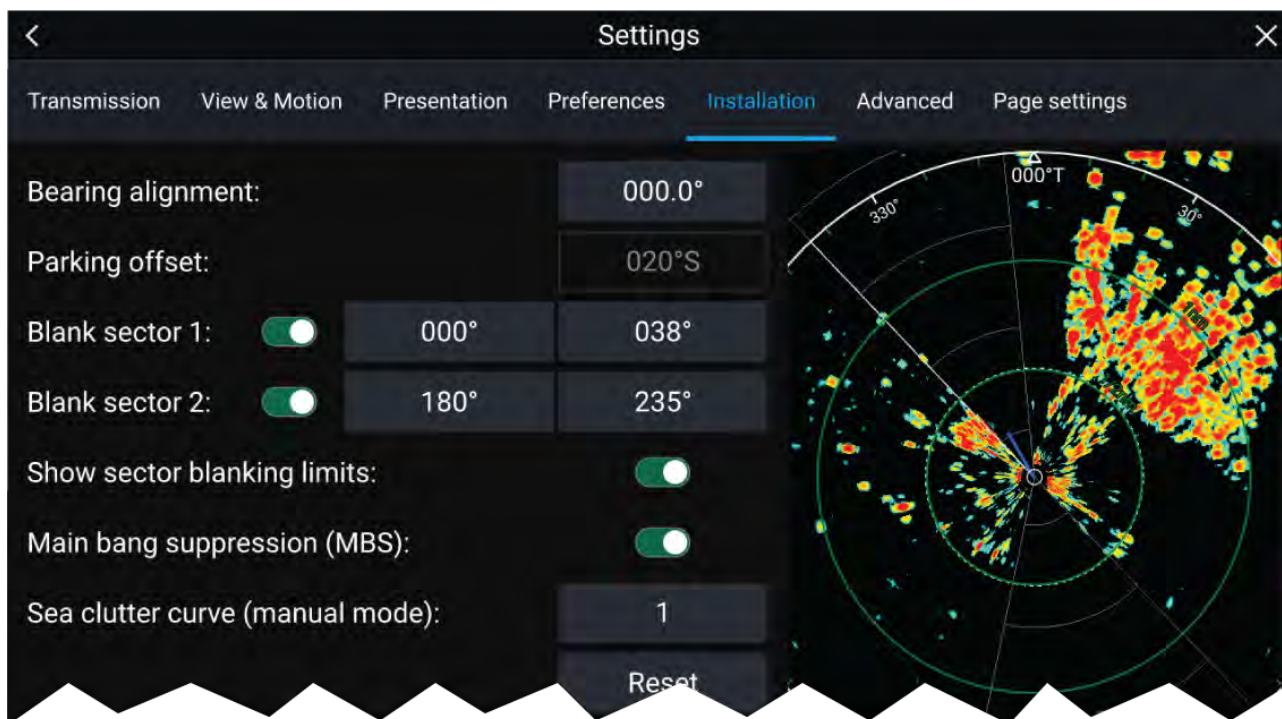 Settings
Transmission View & Motion Presentation Preferences Installation Advanced Page settings
Bearing alignment: 000.0°
Parking offset: 020°S
Blank sector 1: 000° 038°
Blank sector 2: 180° 235°
Show sector blanking limits:
Main bang suppression (MBS):
Sea clutter curve (manual mode): 1
Reset
000°T
330°
30°
1nm